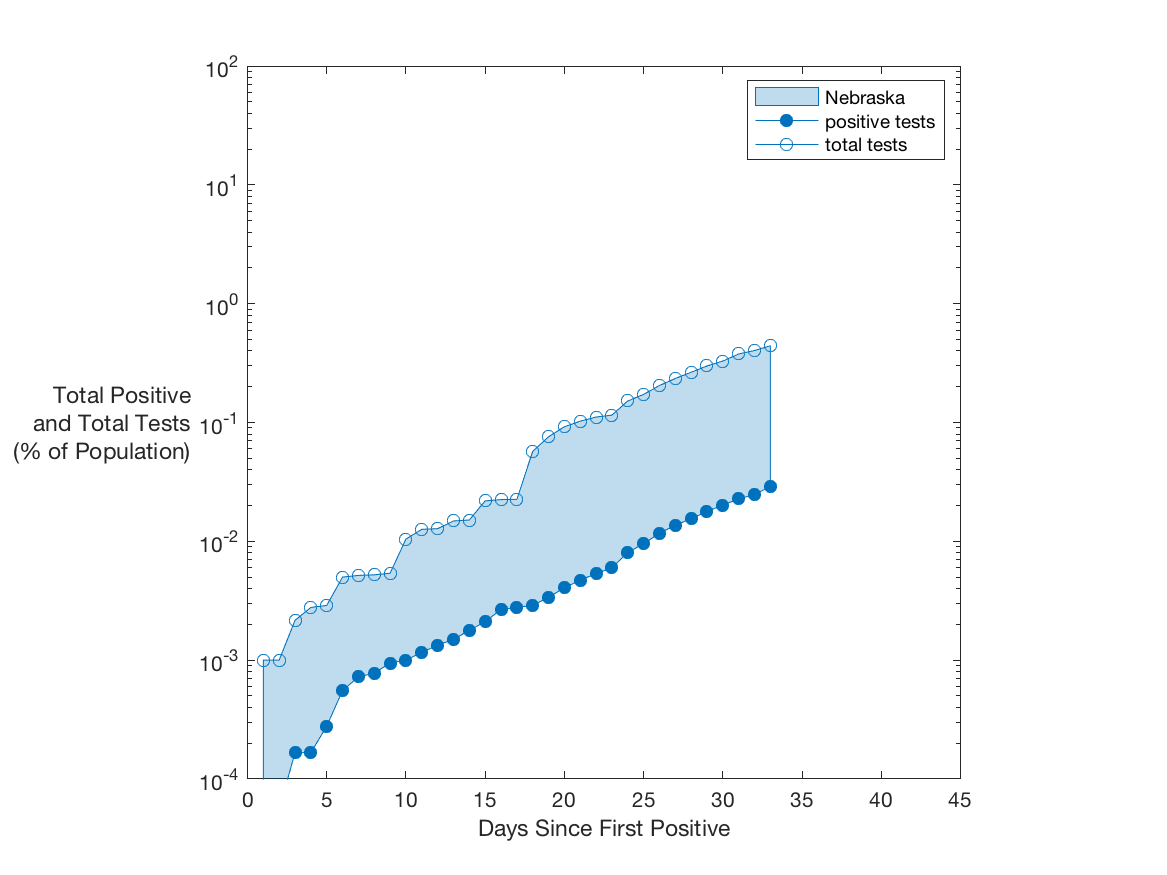 10^2
10^1
10^0
10^-1
10^-2
10^-3
10^-4
Total Positive
and Total Tests
(% of Population)
Nebraska
positive tests
total tests
0 5 10 15 20 25 30 35 40 45
Days Since First Positive